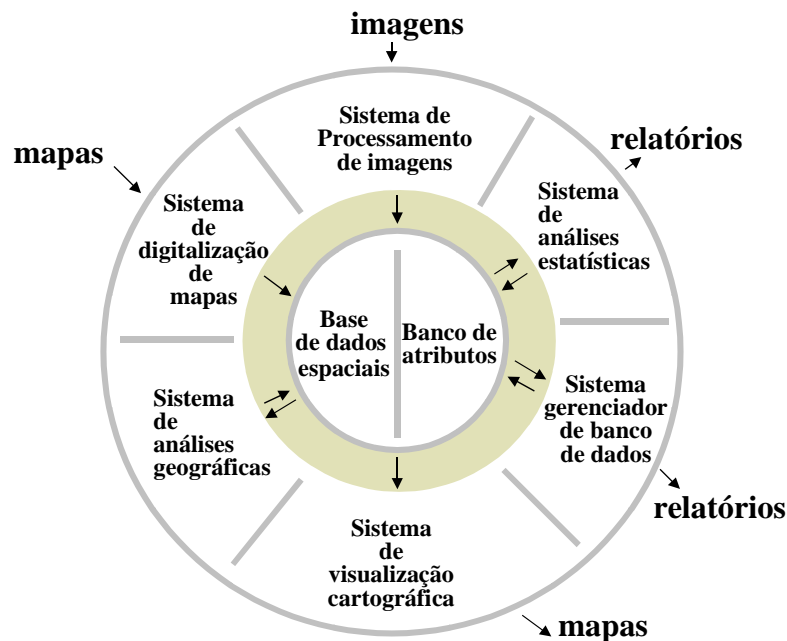 imagens
Sistema de
Processamento
de imagens
mapas
relatórios
Sistema
de
digitalização
de
mapas
Sistema
de
análises
estatísticas
Base
de dados
espaciais
Banco de
atributos
Sistema
de
análises
geográficas
Sistema
gerenciador
de banco
de dados
relatórios
Sistema
de
visualização
cartográfica
mapas